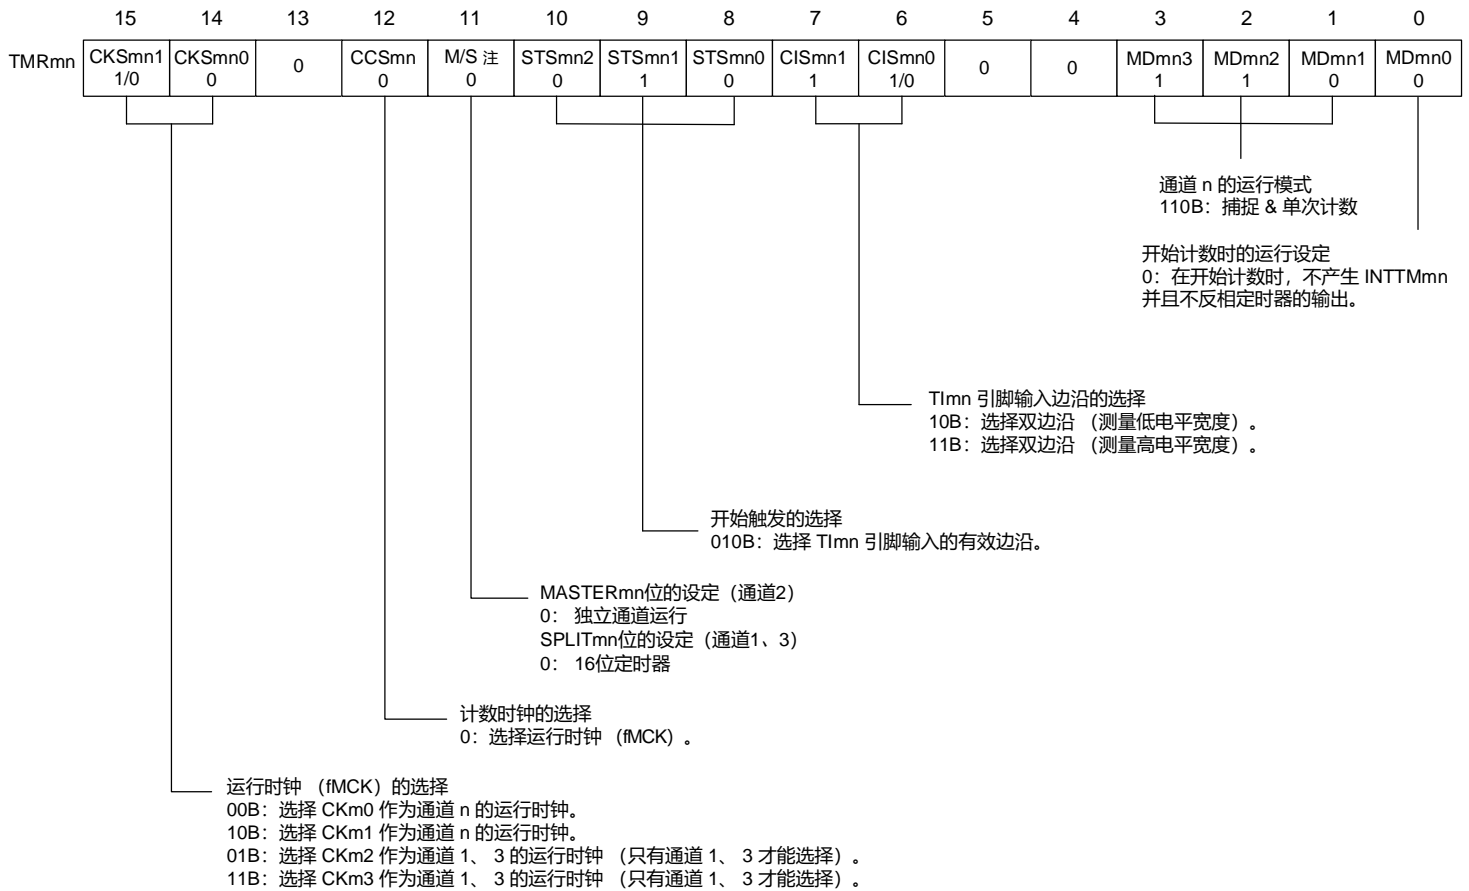 15 14 13 12 11 10 9 8 7 6 5 4 3 2 1 0
TMRmn CKSmn1 CKSmn0 0 CCSmn M/S 注 STSmn2 STSmn1 STSmn0 CISmn1 CISmn0 0 0 MDmn3 MDmn2 MDmn1 MDmn0
1/0 0 0 0 0 1 0 1 1/0 1 1 0 0
通道 n 的运行模式
110B：捕捉 & 单次计数
开始计数时的运行设定
0：在开始计数时，不产生 INTTMmn
并且不反相定时器的输出。
TImn 引脚输入边沿的选择
10B：选择双边沿 （测量低电平宽度）。
11B：选择双边沿 （测量高电平宽度）。
开始触发的选择
010B：选择 TImn 引脚输入的有效边沿。
MASTERmn位的设定（通道2）
0： 独立通道运行
SPLITmn位的设定（通道1、3）
0： 16位定时器
计数时钟的选择
0：选择运行时钟 （fMCK）。
运行时钟 （fMCK）的选择
00B：选择 CKm0 作为通道 n 的运行时钟。
10B：选择 CKm1 作为通道 n 的运行时钟。
01B：选择 CKm2 作为通道 1、 3 的运行时钟 （只有通道 1、 3 才能选择）。
11B：选择 CKm3 作为通道 1、 3 的运行时钟 （只有通道 1、 3 才能选择）。